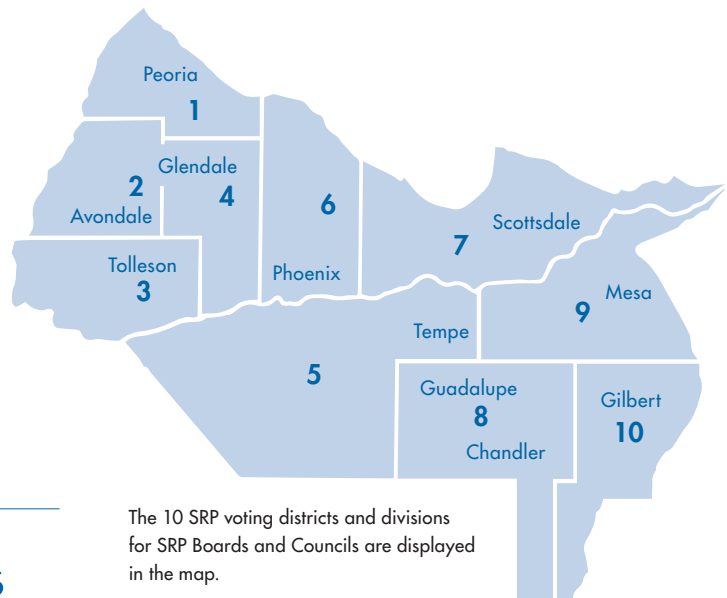 Peoria
1
Glendale
2
4
6
Avondale
Scottsdale
7
Tolleson
3
Phoenix
Mesa
9
Tempe
5
Guadalupe
8
Chandler
Gilbert
10
The 10 SRP voting districts and divisions
for SRP Boards and Councils are displayed
in the map.